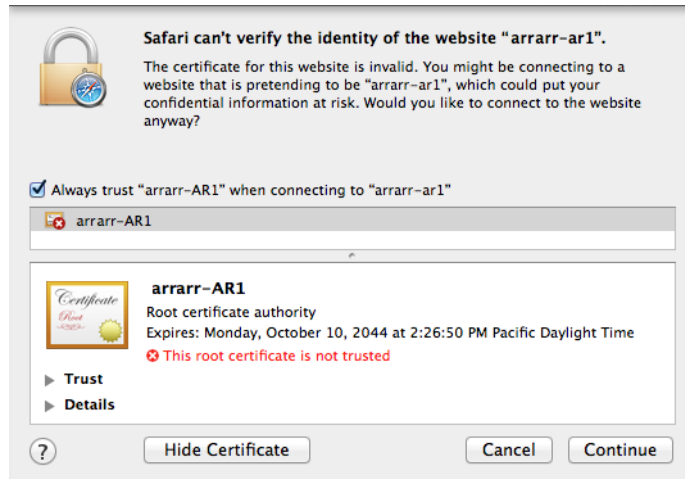 Safari can't verify the identity of the website “arrarr-ar1”.
The certificate for this website is invalid. You might be connecting to a
website that is pretending to be “arrarr-ar1”, which could put your
confidential information at risk. Would you like to connect to the website
anyway?
Always trust “arrarr-AR1” when connecting to “arrarr-ar1”
arrarr-AR1
Certificate
Root
arrarr-AR1
Root certificate authority
Expires: Monday, October 10, 2044 at 2:26:50 PM Pacific Daylight Time
This root certificate is not trusted
Trust
Details
?
Hide Certificate
Cancel
Continue